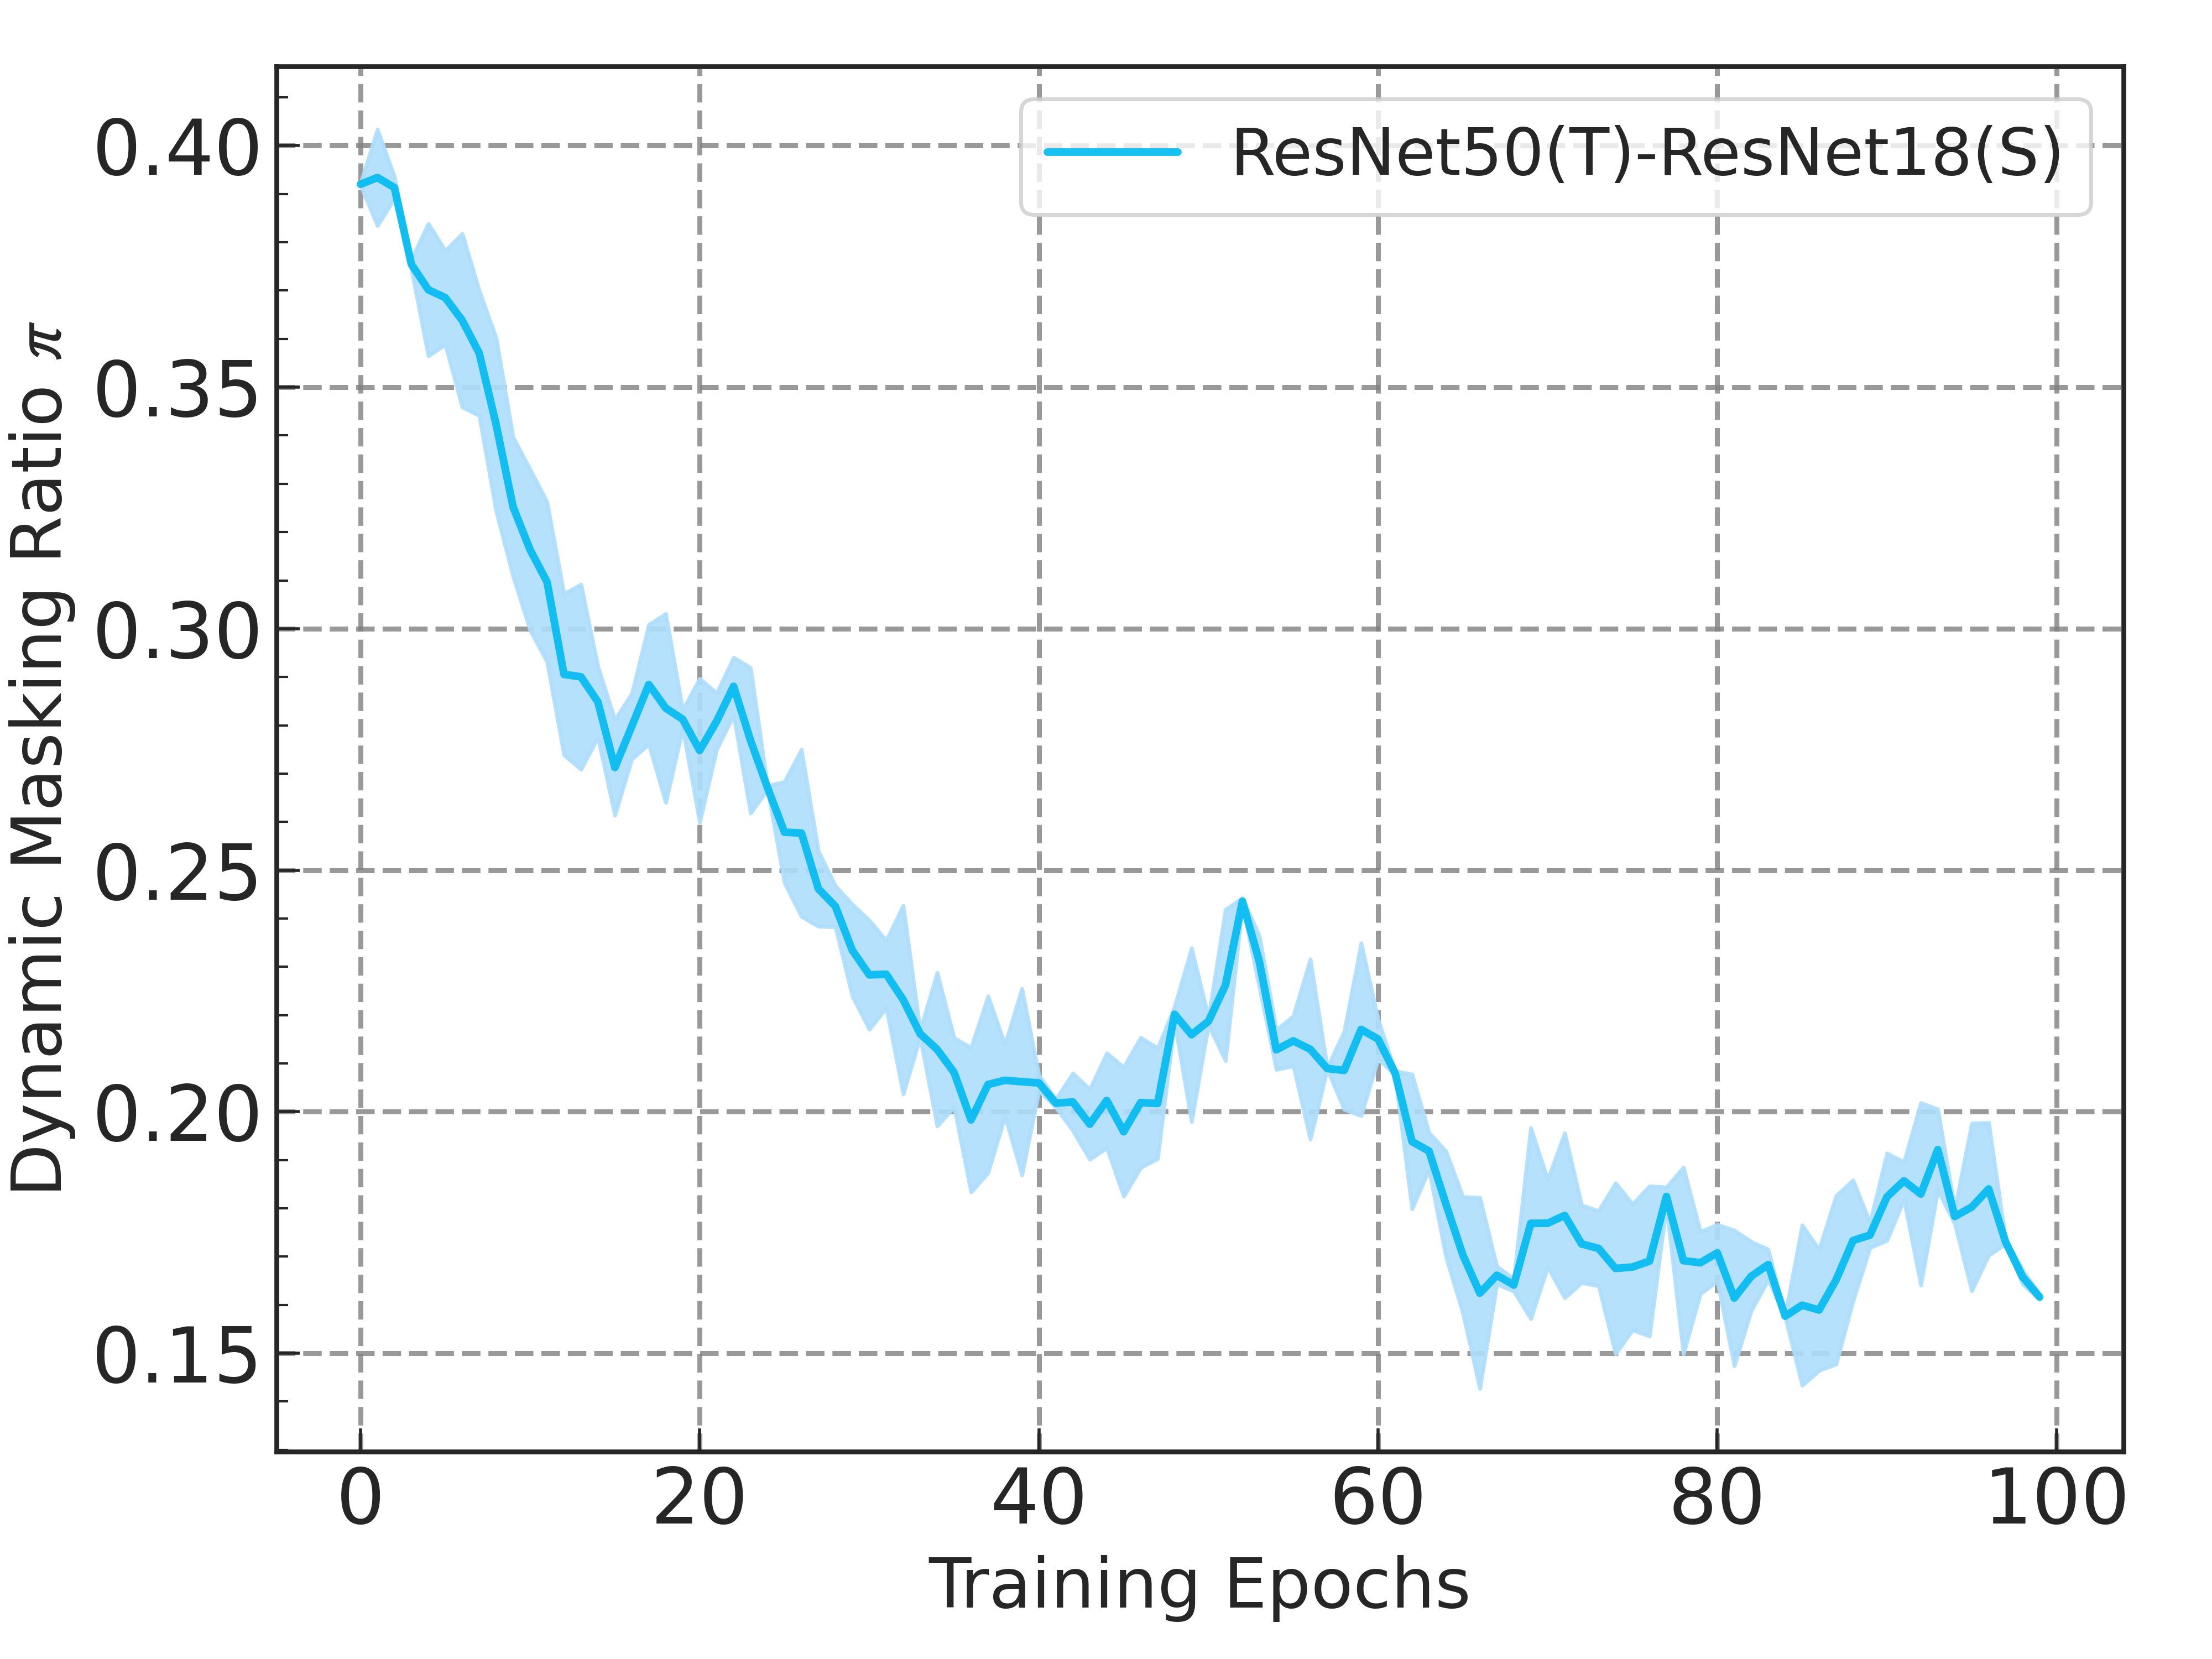 ResNet50(T)-ResNet18(S)
Dynamic Masking Ratio π
0.40
0.35
0.30
0.25
0.20
0.15
0 20 40 60 80 100
Training Epochs